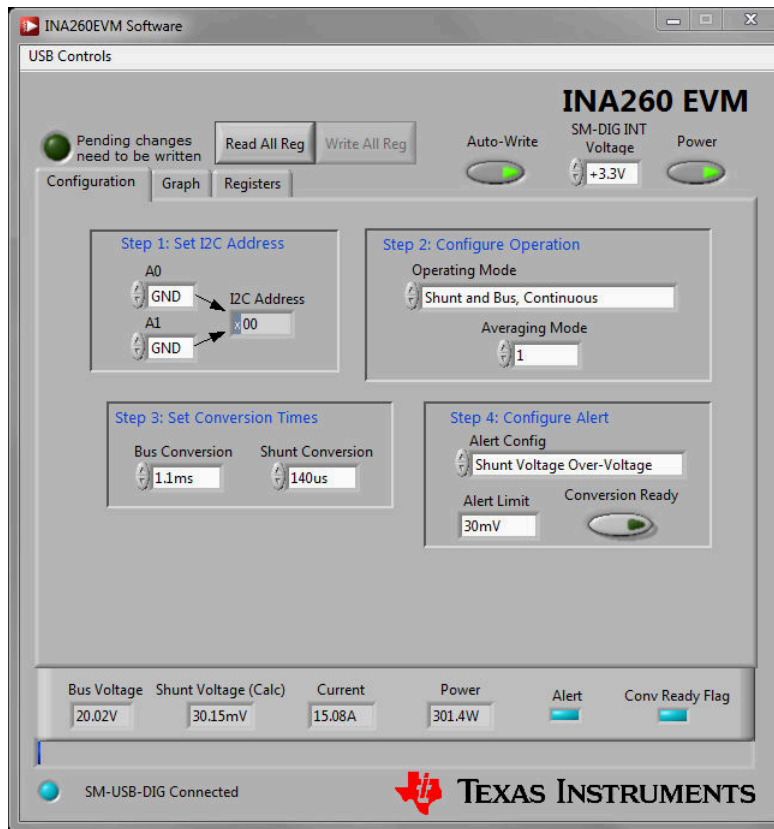 INA260EVM Software
USB Controls
INA260 EVM
Pending changes
need to be written
Read All Reg
Write All Reg
Auto-Write
SM-DIG INT
Voltage
+3.3V
Power
Configuration
Graph
Registers
Step 1: Set I2C Address
A0
GND
I2C Address
x00
A1
GND
Step 2: Configure Operation
Operating Mode
Shunt and Bus, Continuous
Averaging Mode
1
Step 3: Set Conversion Times
Bus Conversion
Shunt Conversion
1.1ms
140us
Step 4: Configure Alert
Alert Config
Shunt Voltage Over-Voltage
Alert Limit
Conversion Ready
30mV
Bus Voltage
Shunt Voltage (Calc)
Current
Power
Alert
Conv Ready Flag
20.02V
30.15mV
15.08A
301.4W
SM-USB-DIG Connected
TEXAS INSTRUMENTS